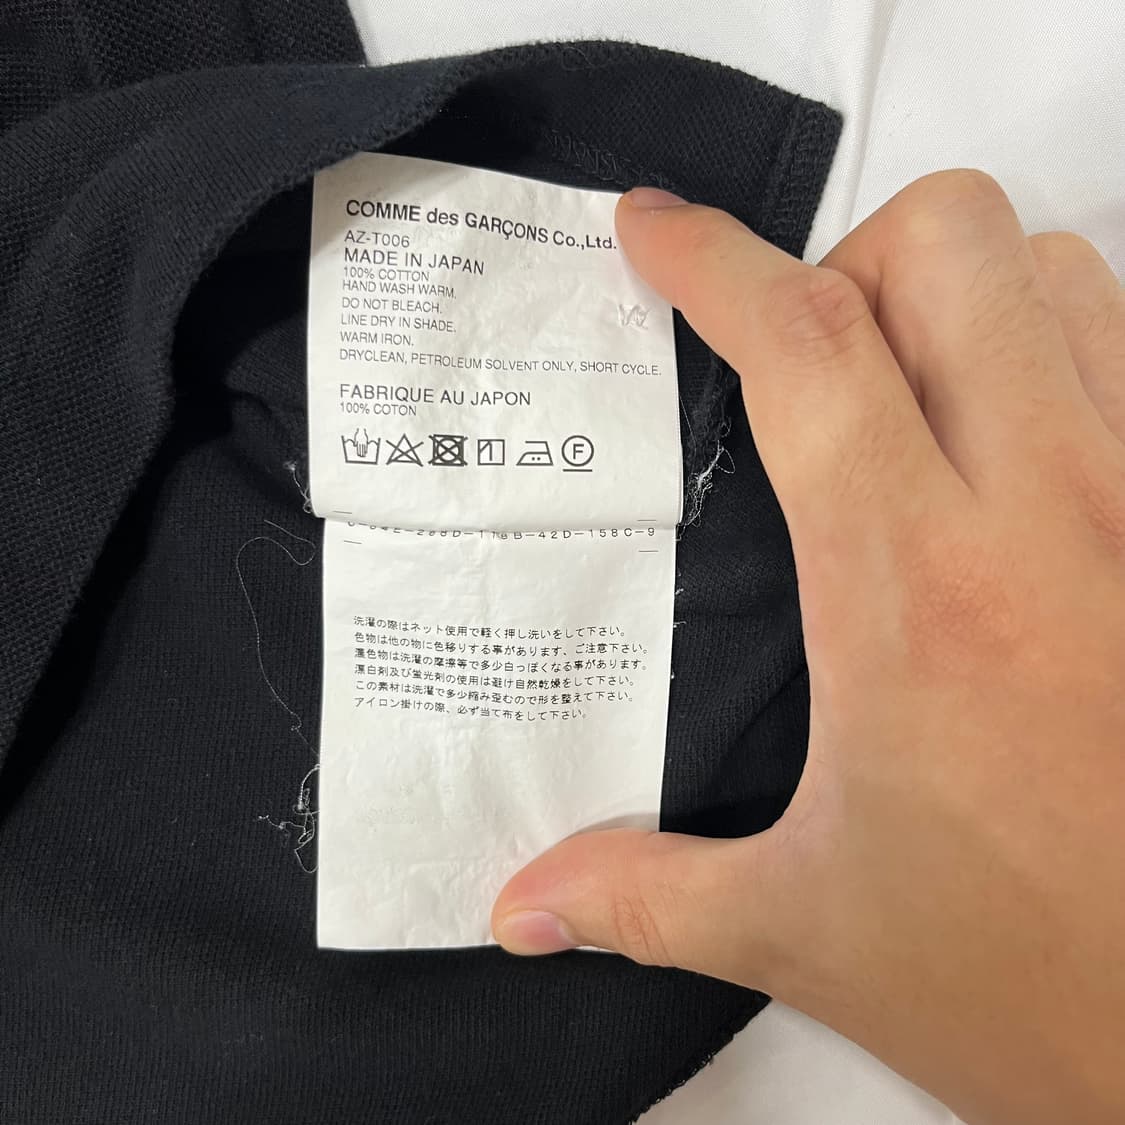 COMME des GARÇONS Co.,Ltd.
AZ-T006
MADE IN JAPAN
100% COTTON
HAND WASH WARM.
DO NOT BLEACH.
LINE DRY IN SHADE.
WARM IRON.
DRYCLEAN, PETROLEUM SOLVENT ONLY, SHORT CYCLE.
FABRIQUE AU JAPON
100% COTON
F
洗濯の際はネット使用で軽く押し洗いをして下さい。
色物は他の物に色移りする事があります、ご注意下さい。
濃色物は洗濯の摩擦等で多少白っぽくなる事があります。
漂白剤及び蛍光剤の使用は避け自然乾燥をして下さい。
この素材は洗濯で多少縮み歪むので形を整えて下さい。
アイロン掛けの際、必ず当て布をして下さい。